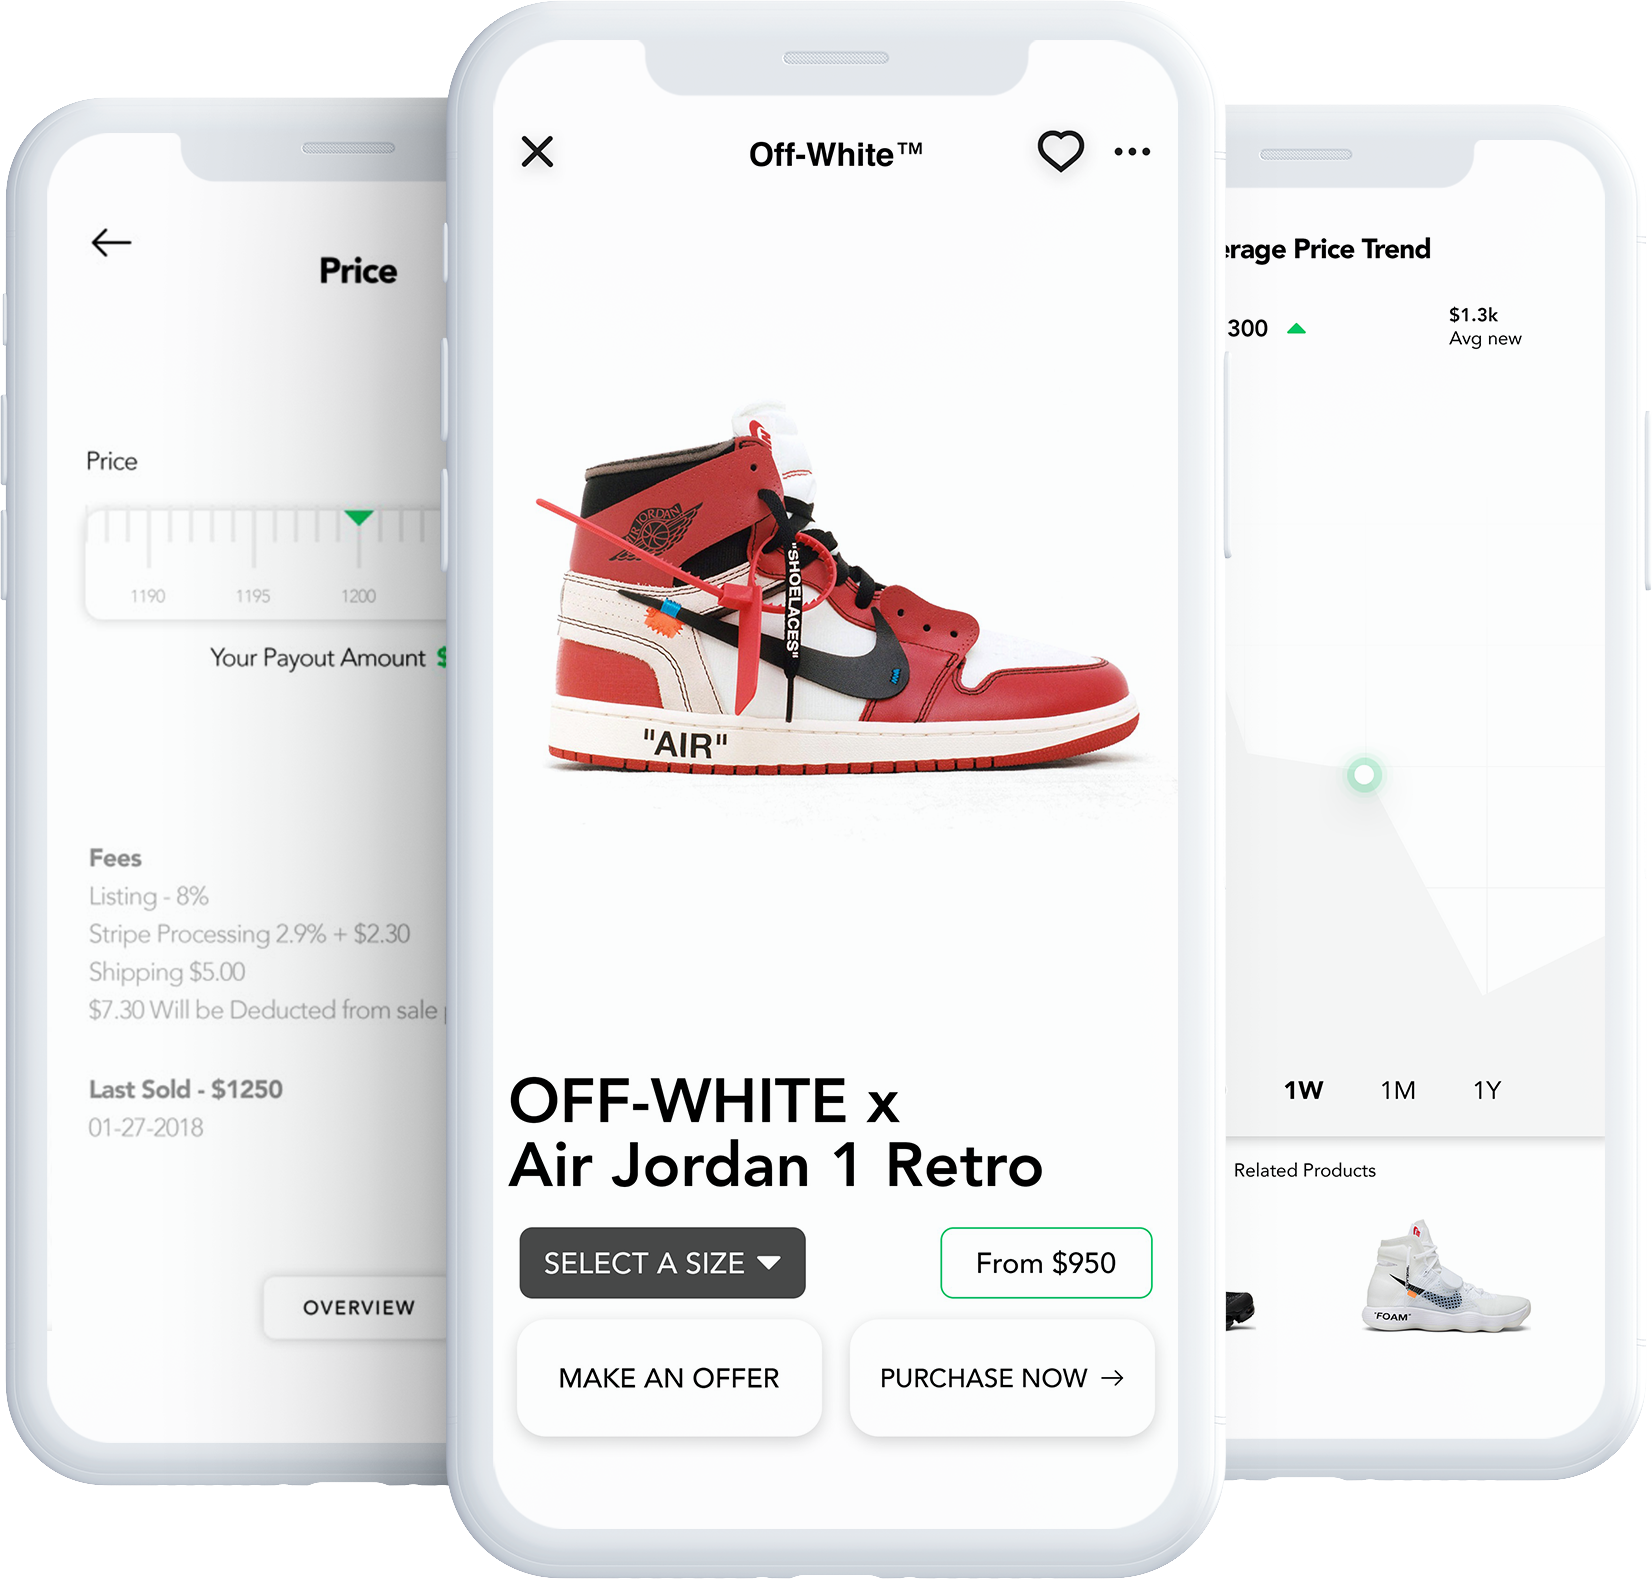 Price
Price
1190 1195 1200
Your Payout Amount $
Fees
Listing - 8%
Stripe Processing 2.9% + $2.30
Shipping $5.00
$7.30 Will be Deducted from sale
Last Sold - $1250
01-27-2018
OVERVIEW
Off-White™
AIR JORDAN
"SHOELACES"
"AIR"
OFF-WHITE x
Air Jordan 1 Retro
SELECT A SIZE
From $950
MAKE AN OFFER
PURCHASE NOW →
erage Price Trend
300
$1.3k
Avg new
1W 1M 1Y
Related Products
"FOAM"